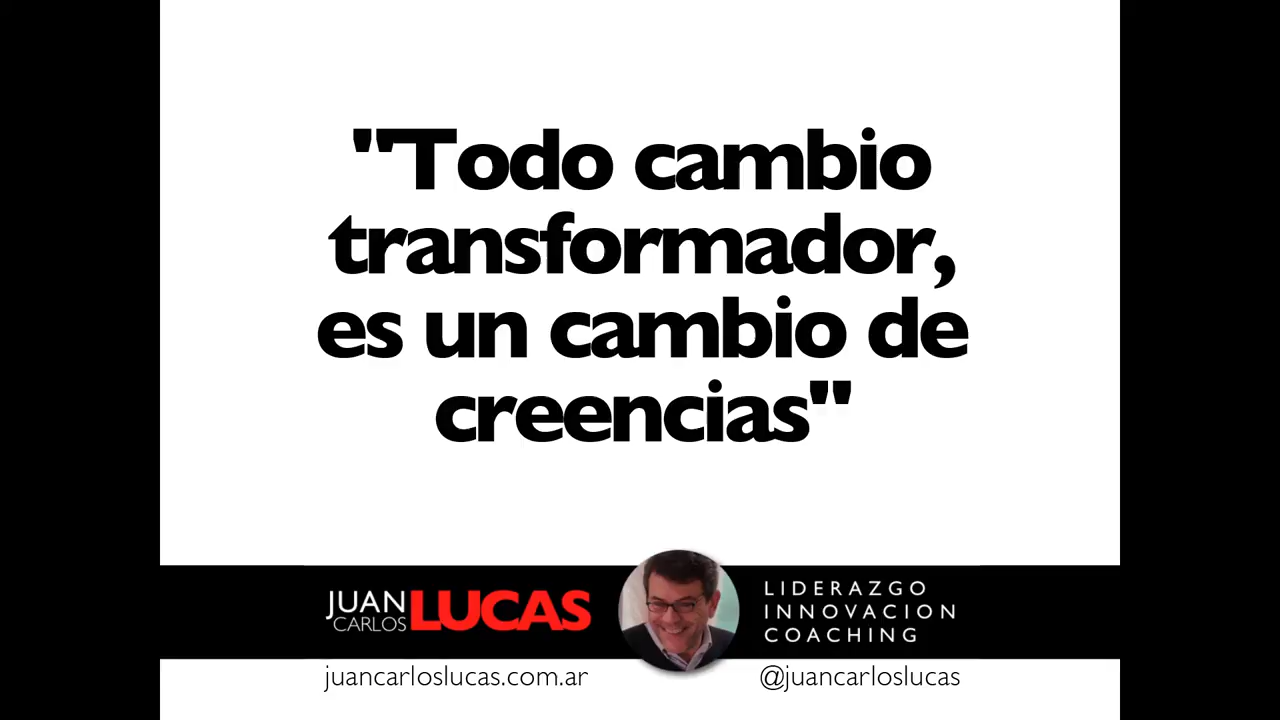 "Todo cambio
transformador,
es un cambio de
creencias"
JUAN
CARLOS
LUCAS
LIDERAZGO
INNOVACION
COACHING
juancarloslucas.com.ar
@juancarloslucas